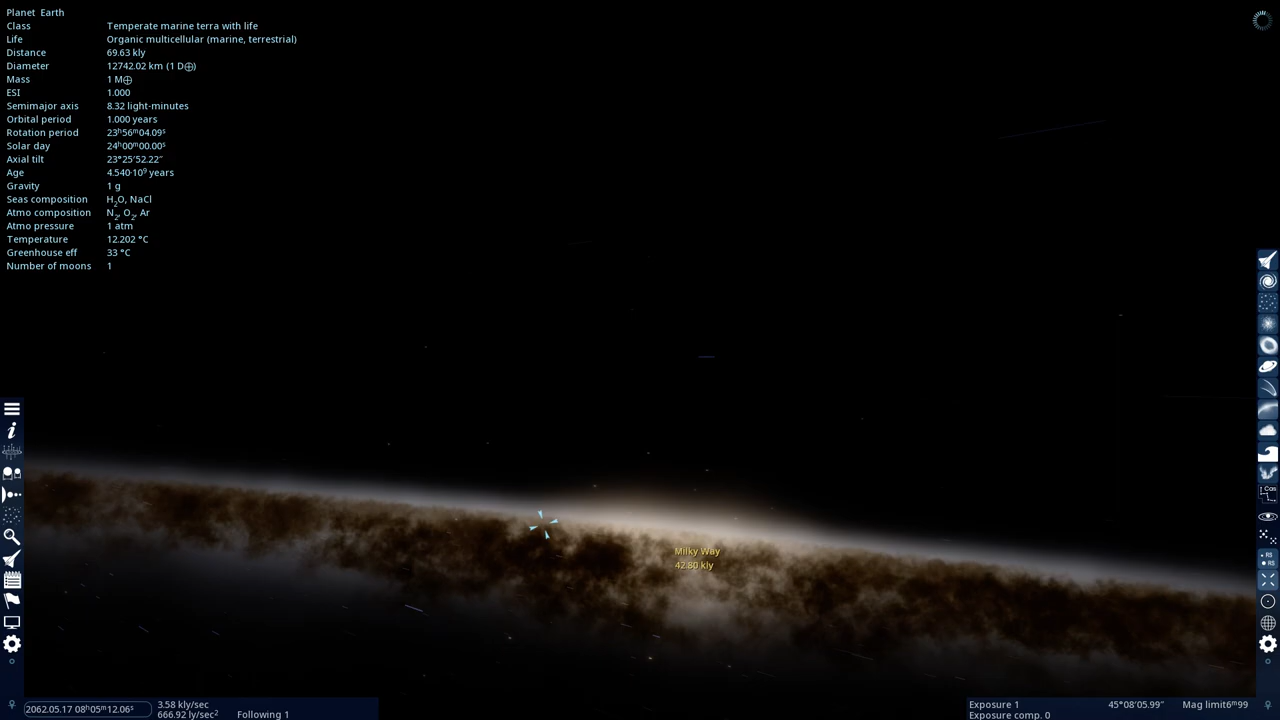 Planet Earth
Class Temperate marine terra with life
Life Organic multicellular (marine, terrestrial)
Distance 69.63 kly
Diameter 12742.02 km (1 D⊕)
Mass 1 M⊕
ESI 1.000
Semimajor axis 8.32 light-minutes
Orbital period 1.000 years
Rotation period 23ʰ56ᵐ04.09ˢ
Solar day 24ʰ00ᵐ00.00ˢ
Axial tilt 23°25′52.22″
Age 4.540·10⁹ years
Gravity 1 g
Seas composition H₂O, NaCl
Atmo composition N₂, O₂, Ar
Atmo pressure 1 atm
Temperature 12.202 °C
Greenhouse eff 33 °C
Number of moons 1
Cas
RS
RS
Milky Way
42.80 kly
2062.05.17 08ʰ05ᵐ12.06ˢ
3.58 kly/sec
666.92 ly/sec²
Following 1
Exposure 1
Exposure comp. 0
45°08′05.99″
Mag limit6ᵐ99